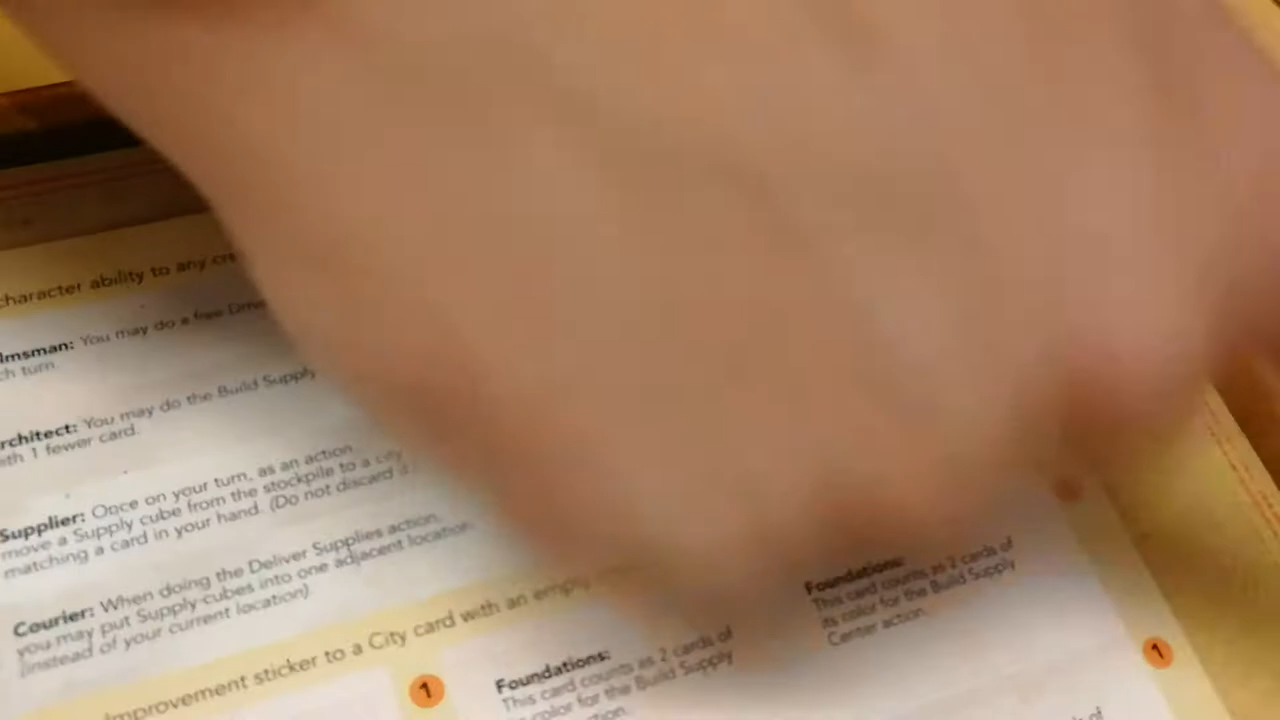 character ability to any
lmsman: You may do a free
ch turn.
rchitect: You may do the Build Supply
ith 1 fewer card.
Supplier: Once on your turn, as an action
move a Supply cube from the stockpile to a city
matching a card in your hand. (Do not discard
Courier: When doing the Deliver Supplies action,
you may put Supply cubes into one adjacent location
(instead of your current location)
Improvement sticker to a City card with an empty
1
Foundations:
This card counts as 2 cards of
its color for the Build Supply
Center action.
1
Foundations:
This card counts as 2 cards of
color for the Build Supply
of